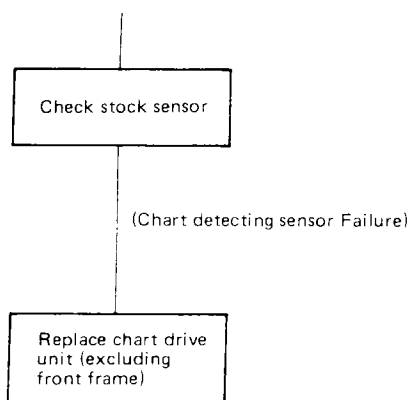 Check stock sensor
(Chart detecting sensor Failure)
Replace chart drive
unit (excluding
front frame)